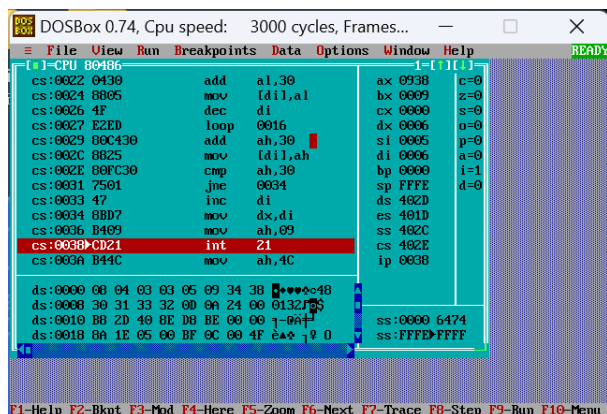 DOSBox 0.74, Cpu speed: 3000 cycles, Frames...
≡ File View Run Breakpoints Data Options Window Help READY
[■]=CPU 80486 1=[↑][↓]
cs:0022 0430 add al,30 ax 0938 c=0
cs:0024 8805 mov [di],al bx 0009 z=0
cs:0026 4F dec di cx 0000 s=0
cs:0027 E2ED loop 0016 dx 0006 o=0
cs:0029 80C430 add ah,30 si 0005 p=0
cs:002C 8825 mov [di],ah di 0006 a=0
cs:002E 80FC30 cmp ah,30 bp 0000 i=1
cs:0031 7501 jne 0034 sp FFFE d=0
cs:0033 47 inc di ds 402D
cs:0034 8BD7 mov dx,di es 401D
cs:0036 B409 mov ah,09 ss 402C
cs:0038►CD21 int 21 cs 402E
cs:003A B44C mov ah,4C ip 0038
ds:0000 08 04 03 03 05 09 34 38 ◘♦♥♥♣○48
ds:0008 30 31 33 32 0D 0A 24 00 0132♪◙$
ds:0010 B8 2D 40 8E D8 BE 00 00 ss:0000 6474
ds:0018 8A 1E 05 00 BF 0C 00 4F ss:FFFE►FFFF
F1-Help F2-Bkpt F3-Mod F4-Here F5-Zoom F6-Next F7-Trace F8-Step F9-Run F10-Menu